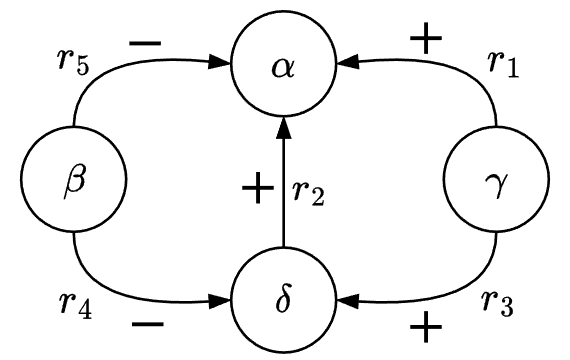 r5 − α + r1
β + r2 γ
r4 − δ + r3